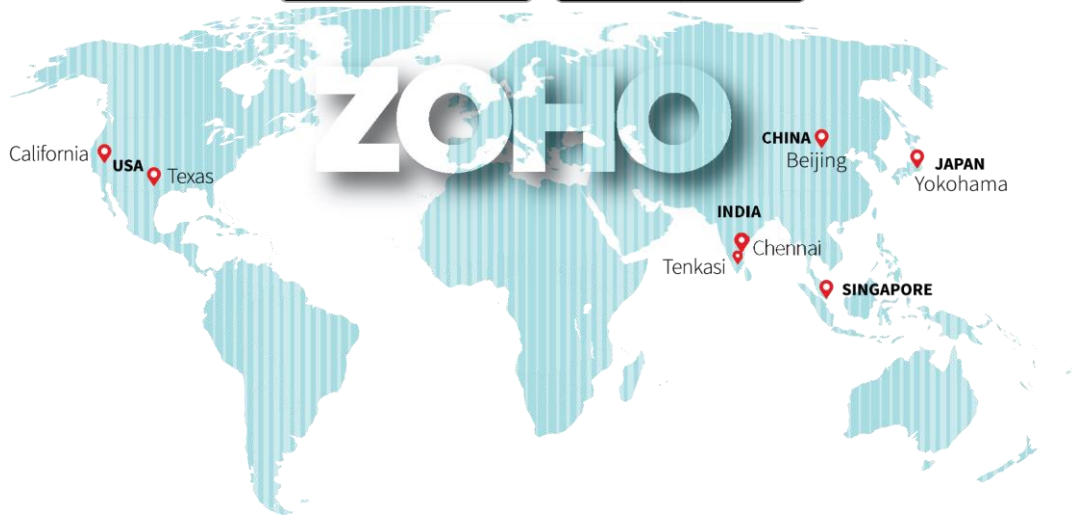 ZOHO
California
USA
Texas
CHINA
Beijing
JAPAN
Yokohama
INDIA
Chennai
Tenkasi
SINGAPORE